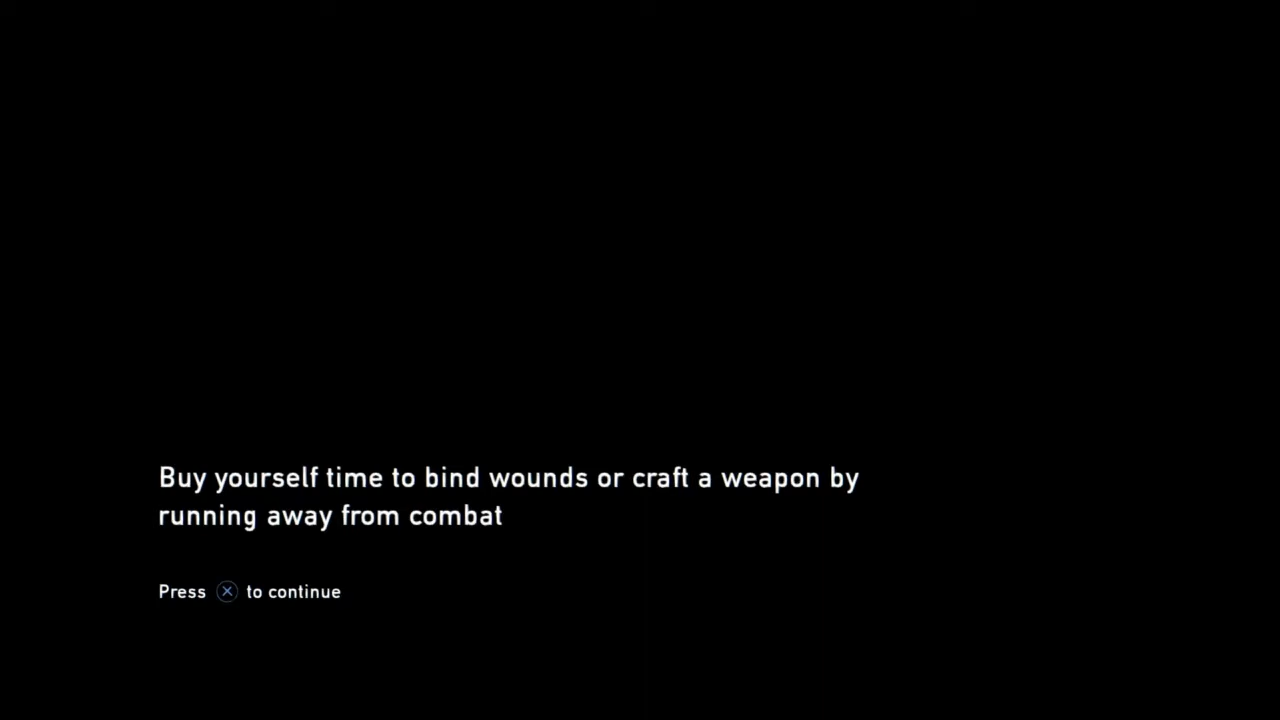 Buy yourself time to bind wounds or craft a weapon by
running away from combat
Press ⊗ to continue